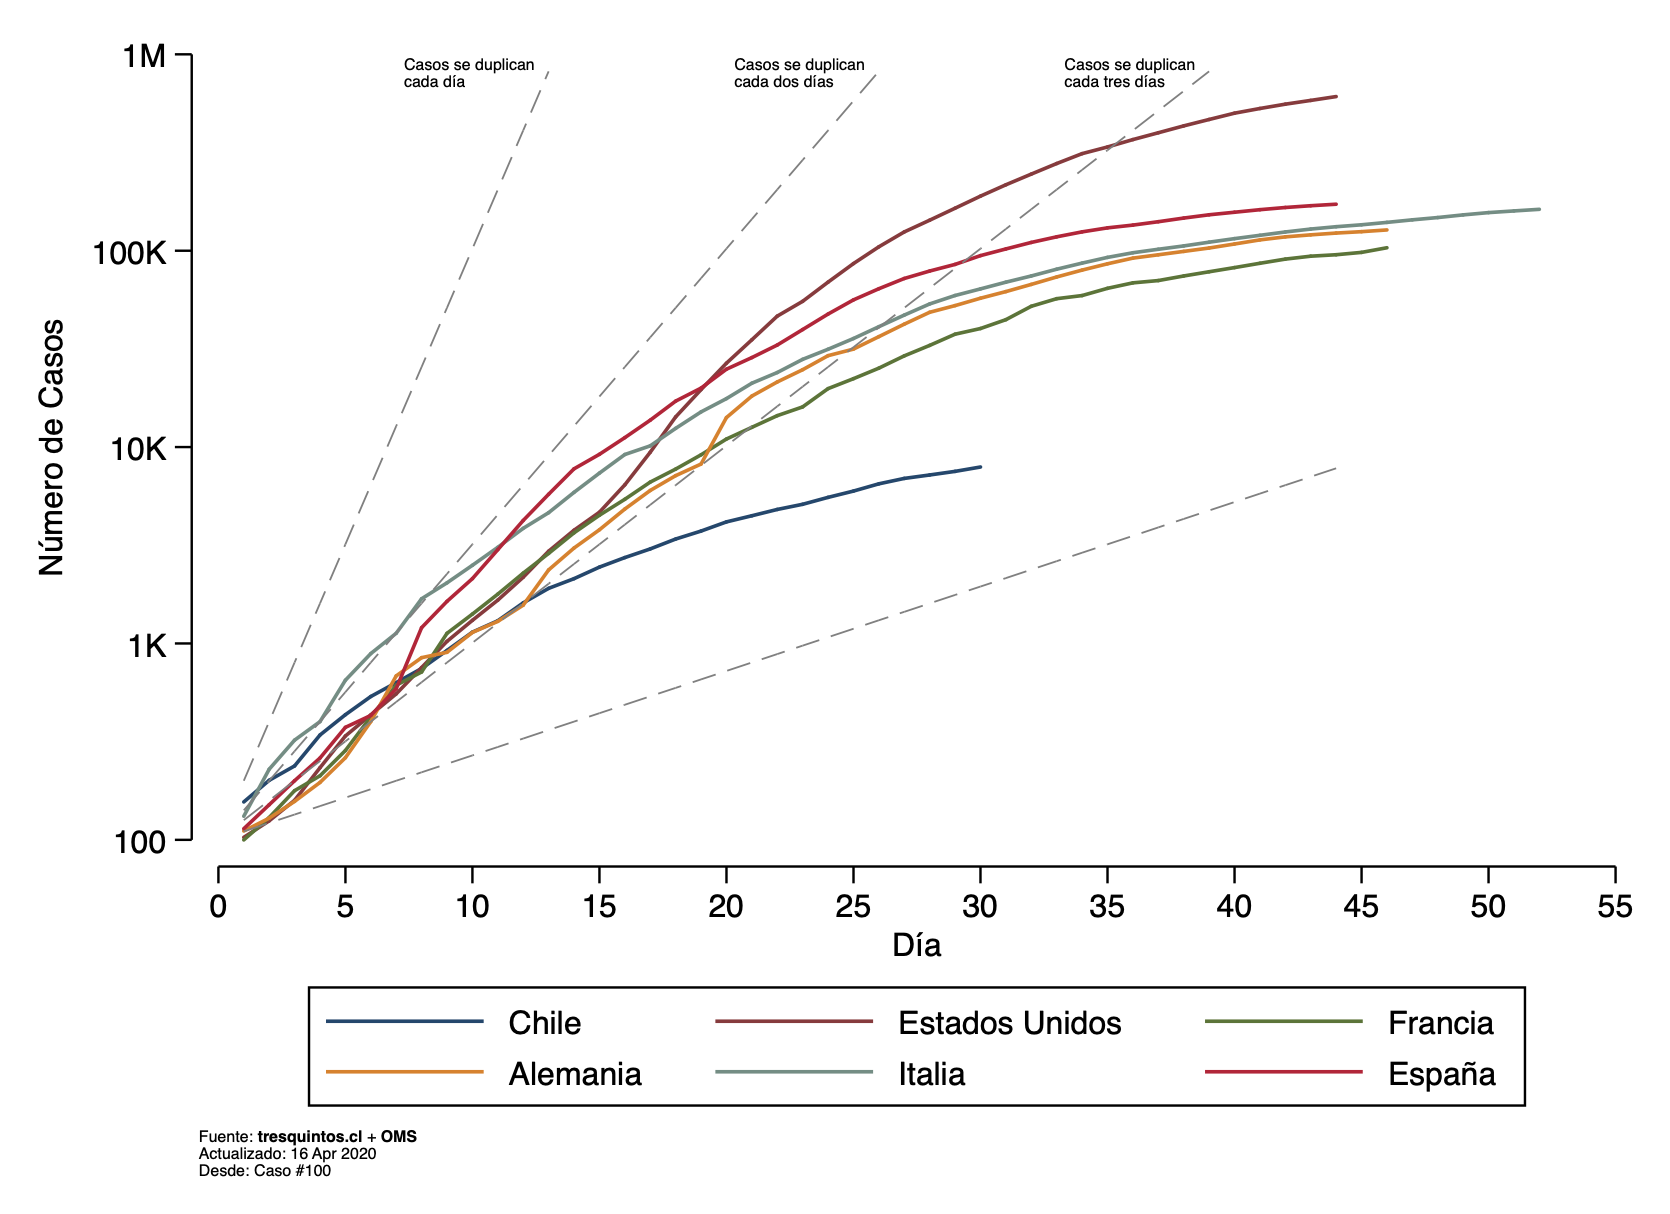 1M
100K
10K
1K
100
Número de Casos
Casos se duplican
cada día
Casos se duplican
cada dos días
Casos se duplican
cada tres días
0 5 10 15 20 25 30 35 40 45 50 55
Día
Chile Estados Unidos Francia
Alemania Italia España
Fuente: tresquintos.cl + OMS
Actualizado: 16 Apr 2020
Desde: Caso #100